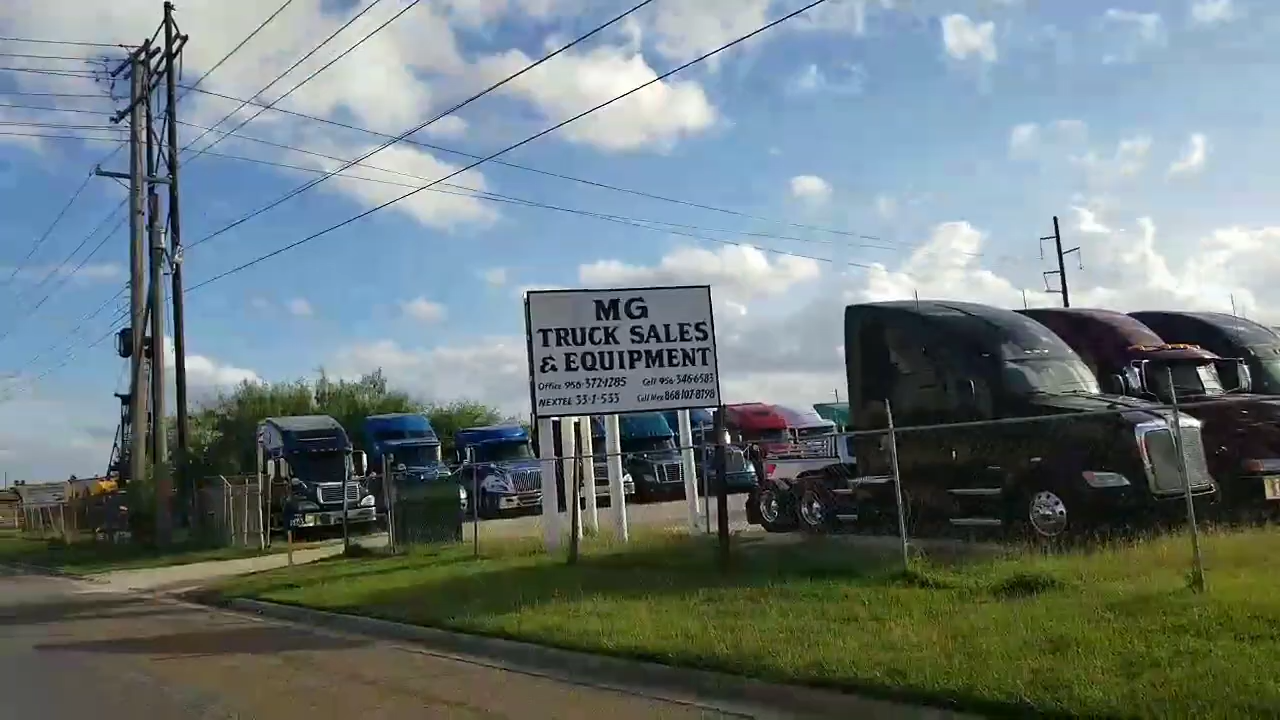 MG
TRUCK SALES
& EQUIPMENT
Office 956-372-1285 Cell 956-346-6583
NEXTEL 33-1-533 Cell Mex 868 107-8798